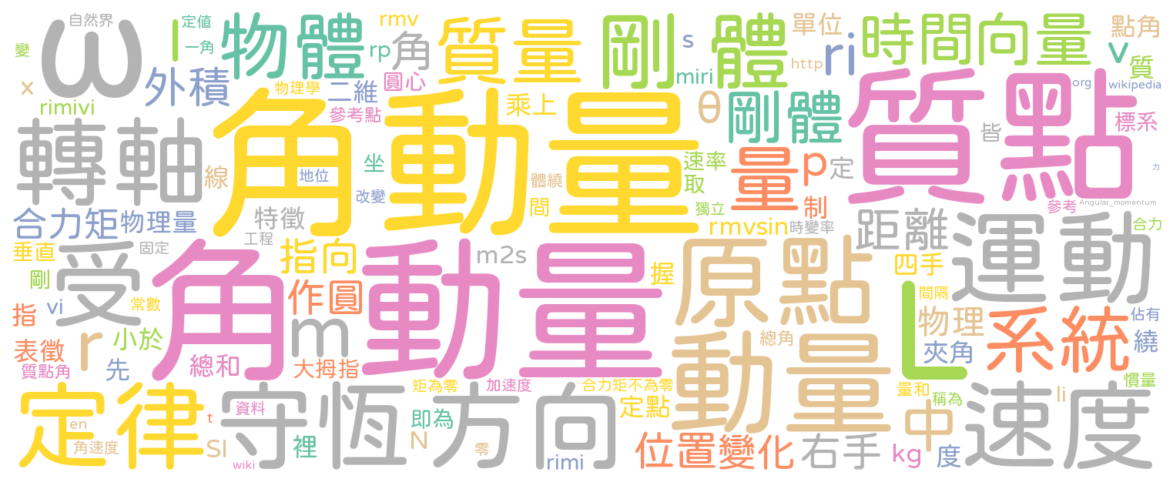 ω
自然界
定值
一角
變
x
rimivi
l
物體
外積
rmv
rp
角
圓心
二維
物理學
參考點
質量
乘上
剛體
s
miri
θ
剛體
單位
http
ri
時間向量
點角
v
質
org
wikipedia
標系
皆
轉軸
線
角動量
坐
地位
改變
體繞
間
速率
取
獨立
量
p
定
制
質點
カ
參考
Angular_momentum
合力矩
物理量
特徵
工程
rmvsin
時變率
距離
運動
合力
垂直
固定
受
指向
角動量
m2s
握
原點
四手
間隔
L
剛
vi
常數
指
r
小於
作圓
m
大拇指
總和
表徵
質點角
先
物理
系統
佔有
繞
夾角
總角
動量
慣量
定律
en
角速度
t
SI
資料
wiki
守恆
裡
矩為零
加速度
即為
N
零
方向
rimi
合力矩不為零
定點
位置變化
右手
量和
稱為
中
kg
度
速度
li